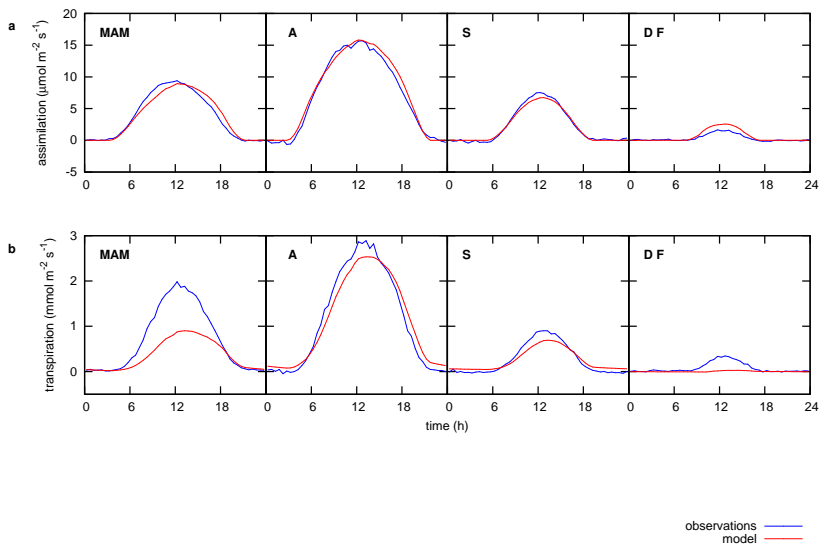 a
assimilation (μmol m⁻² s⁻¹)
20
15
10
5
0
-5
MAM
A
S
D F
0 6 12 18 0 6 12 18 0 6 12 18 0 6 12 18 24
b
transpiration (mmol m⁻² s⁻¹)
3
2
1
0
MAM
A
S
D F
0 6 12 18 0 6 12 18 0 6 12 18 0 6 12 18 24
time (h)
observations
model